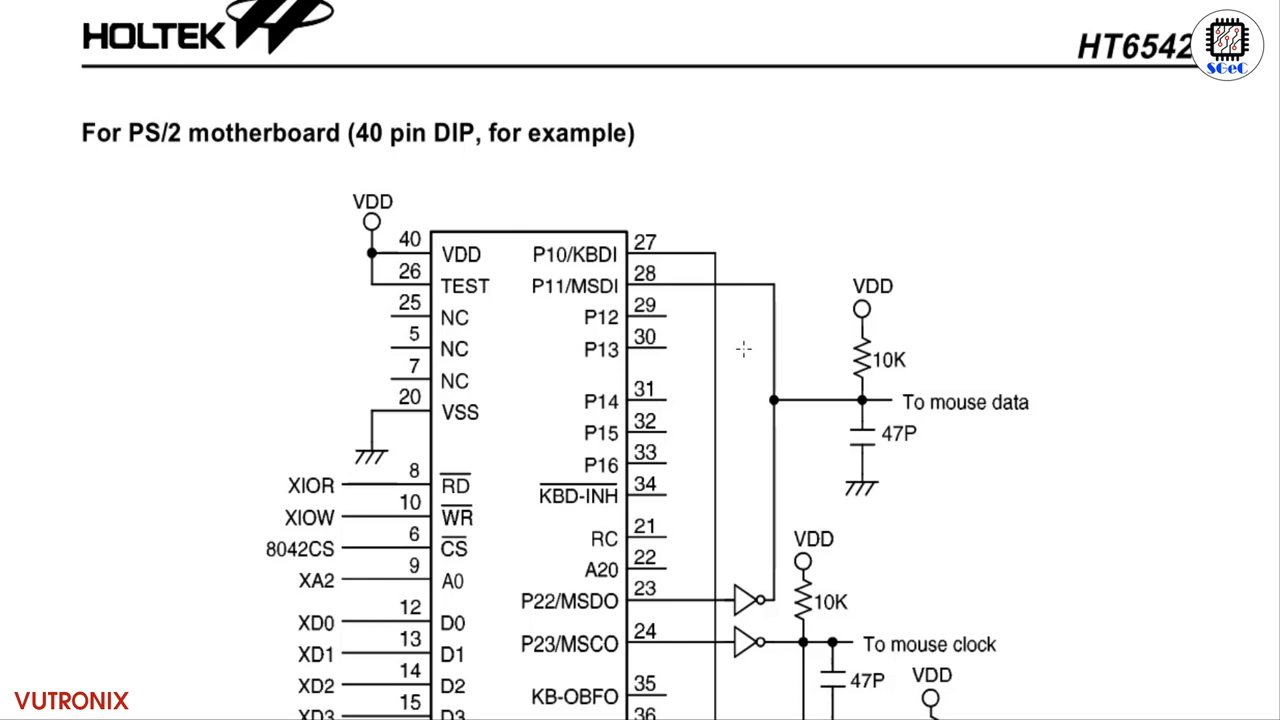 HOLTEK
HT6542
SGeC
For PS/2 motherboard (40 pin DIP, for example)
VDD
40 VDD P10/KBDI 27
26 TEST P11/MSDI 28
VDD
25 NC P12 29
5 NC P13 30
10K
7 NC
20 VSS P14 31
To mouse data
P15 32
47P
P16 33
XIOR 8 RD KBD-INH 34
XIOW 10 WR
RC 21
VDD
8042CS 6 CS
A20 22
XA2 9 A0
P22/MSDO 23
10K
XD0 12 D0
P23/MSCO 24
To mouse clock
XD1 13 D1
VDD
XD2 14 D2
47P
KB-OBFO 35
XD3 15 D3
36
VUTRONIX